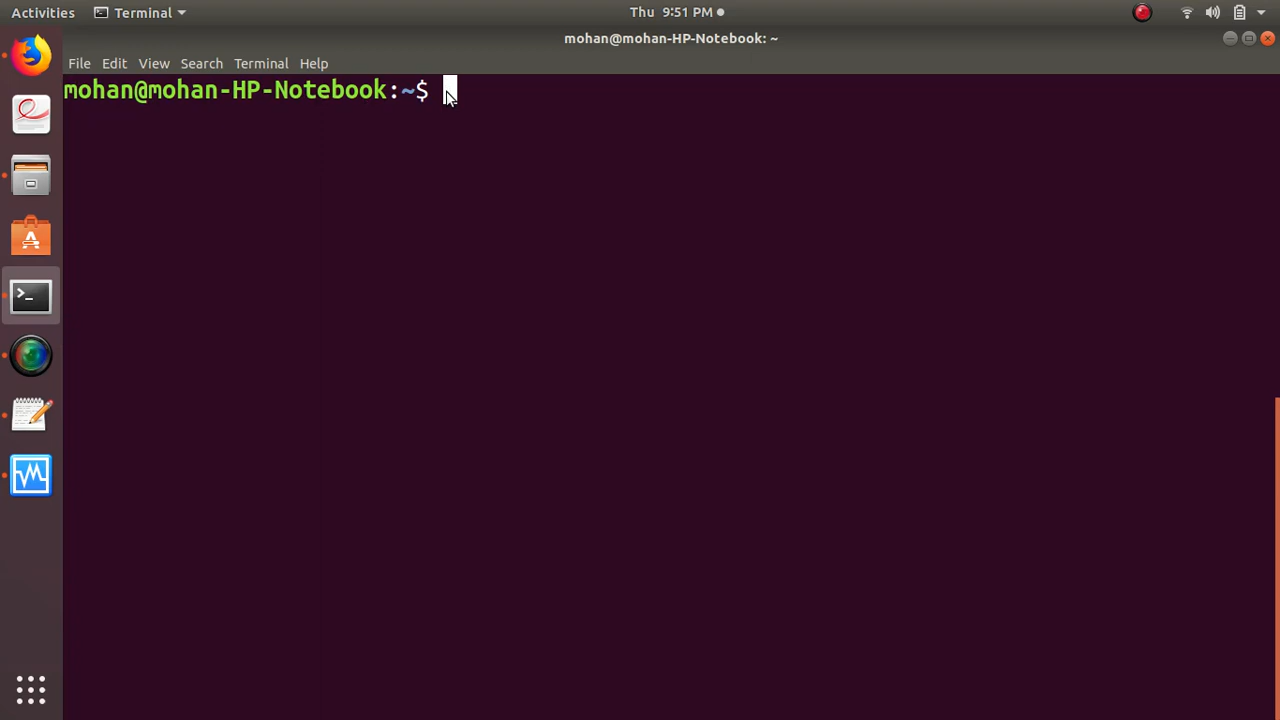 Activities Terminal Thu 9:51 PM
mohan@mohan-HP-Notebook: ~
File Edit View Search Terminal Help
mohan@mohan-HP-Notebook:~$